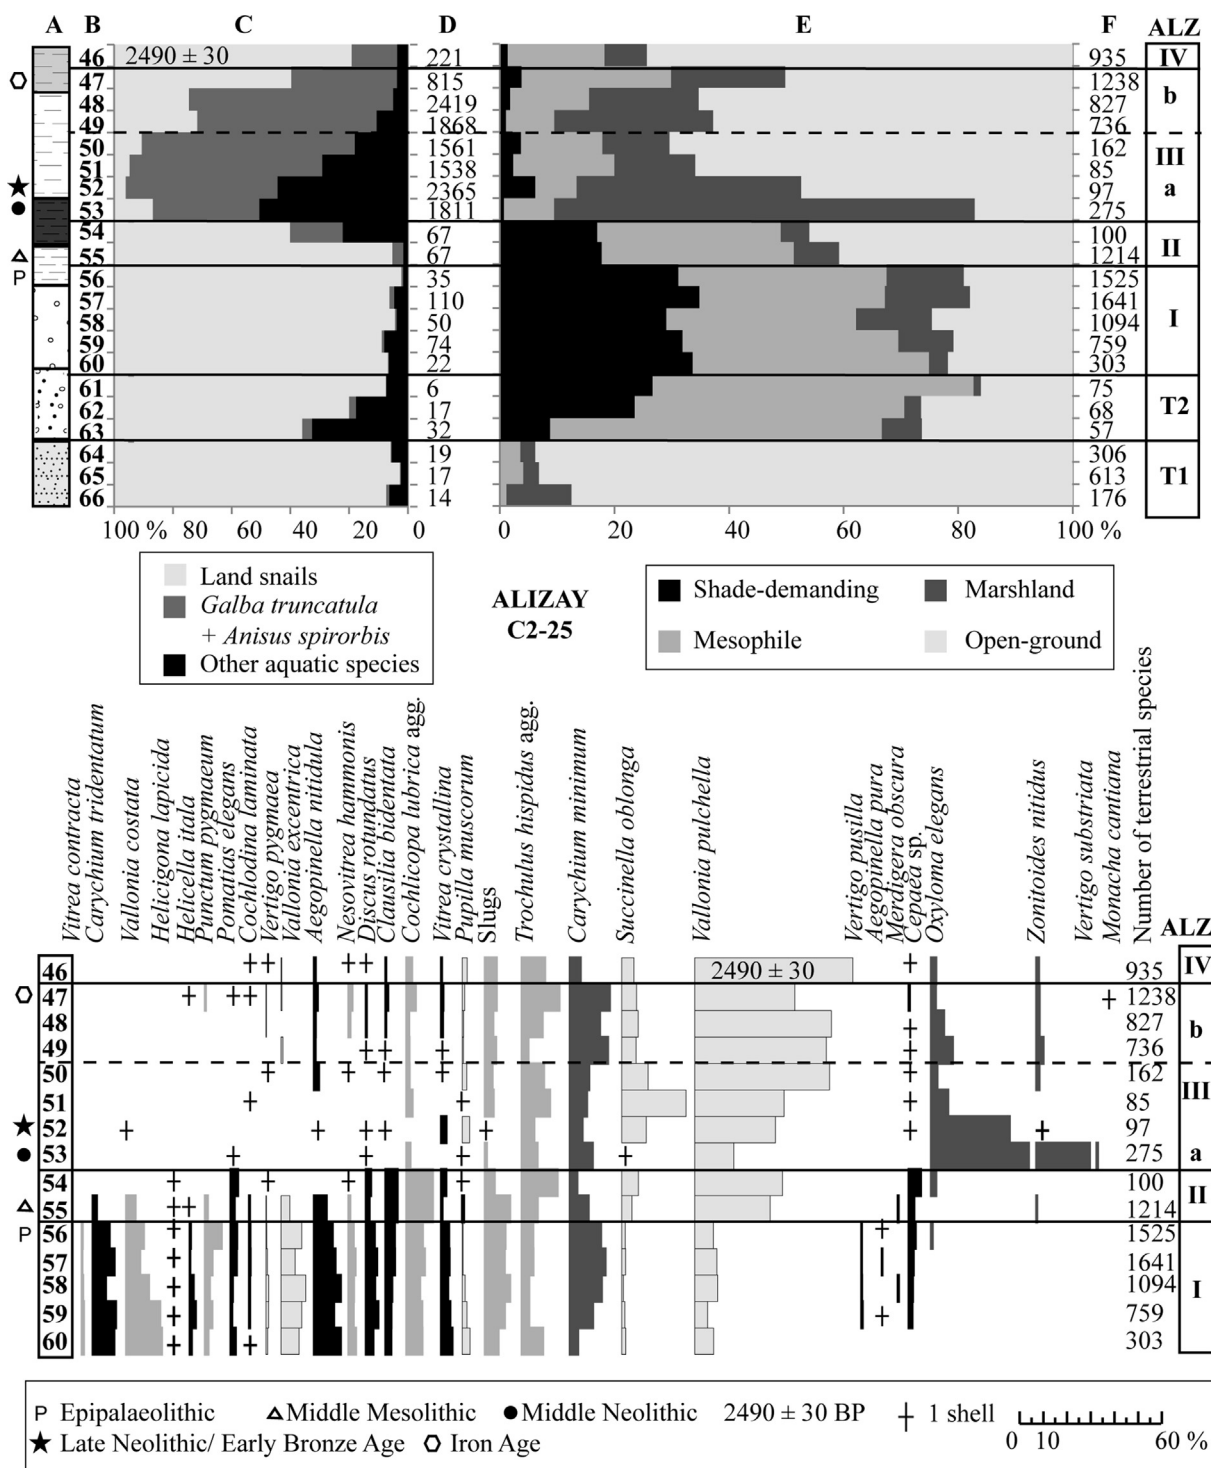 A B C D E F ALZ
46 2490 ± 30 221 935 IV
47 815 1238
48 2419 827 b
49 1868 736
50 1561 162
51 1538 85 III
52 2365 97 a
53 1811 275
54 67 100 II
55 67 1214
P
56 35 1525
57 110 1641
58 50 1094 I
59 74 759
60 22 303
61 6 75
62 17 68 T2
63 32 57
64 19 306
65 17 613 T1
66 14 176
100 % 80 60 40 20 0 0 20 40 60 80 100 %
Land snails
Galba truncatula
+ Anisus spirorbis
Other aquatic species
ALIZAY
C2-25
Shade-demanding Marshland
Mesophile Open-ground
Vitrea contracta
Carychium tridentatum
Vallonia costata
Helicigona lapicida
Helicella itala
Punctum pygmaeum
Pomatias elegans
Cochlodina laminata
Vertigo pygmaea
Vallonia excentrica
Aegopinella nitidula
Nesovitrea hammonis
Discus rotundatus
Clausilia bidentata
Cochlicopa lubrica agg.
Vitrea crystallina
Pupilla muscorum
Slugs
Trochulus hispidus agg.
Carychium minimum
Succinella oblonga
Vallonia pulchella
Vertigo pusilla
Aegopinella pura
Merdigera obscura
Cepaea sp.
Oxyloma elegans
Zonitoides nitidus
Vertigo substriata
Monacha cantiana
Number of terrestrial species
ALZ
46 2490 ± 30 935 IV
47 1238
48 827 b
49 736
50 162
51 85 III
52 97
53 275 a
54 100 II
55 1214
P 56 1525
57 1641
58 1094 I
59 759
60 303
P Epipalaeolithic Middle Mesolithic Middle Neolithic 2490 ± 30 BP 1 shell
Late Neolithic/ Early Bronze Age Iron Age 0 10 60 %